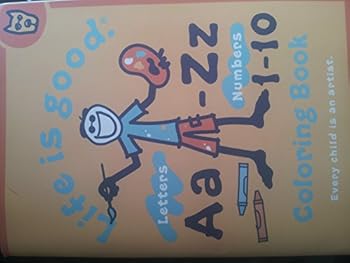 life is good®
Letters
Aa-Zz
Numbers
1-10
Coloring Book
Every child is an artist.